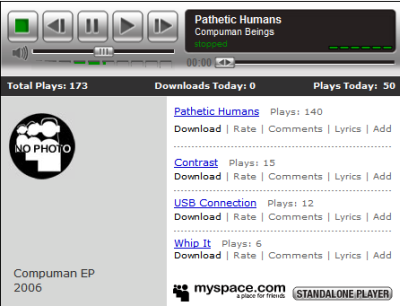 Pathetic Humans
Compuman Beings
stopped
00:00
Total Plays: 173 Downloads Today: 0 Plays Today: 50
NO PHOTO
Pathetic Humans Plays: 140
Download | Rate | Comments | Lyrics | Add
Contrast Plays: 15
Download | Rate | Comments | Lyrics | Add
USB Connection Plays: 12
Download | Rate | Comments | Lyrics | Add
Whip It Plays: 6
Download | Rate | Comments | Lyrics | Add
Compuman EP
2006
myspace.com
a place for friends
STANDALONE PLAYER